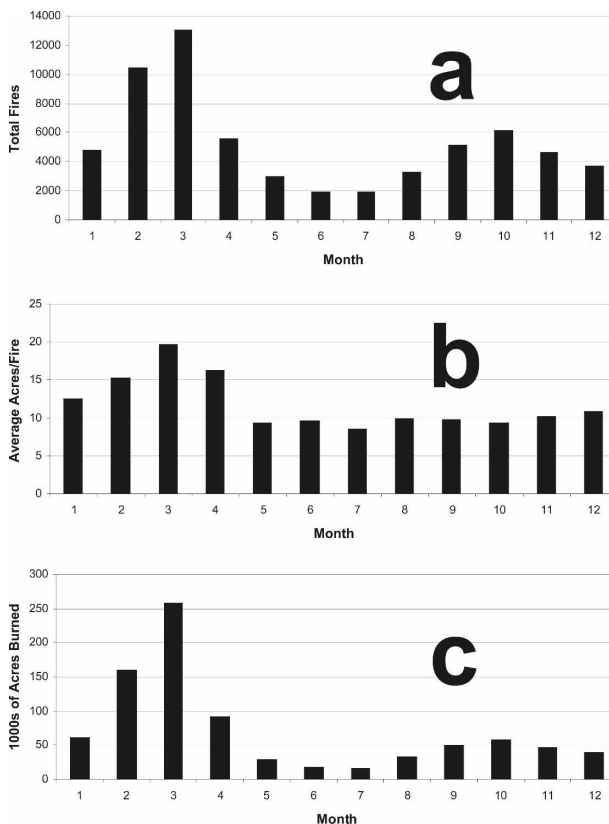 14000
12000
10000
8000
6000
4000
2000
0
Total Fires
a
1 2 3 4 5 6 7 8 9 10 11 12
Month
25
20
15
10
5
0
Average Acres/Fire
b
1 2 3 4 5 6 7 8 9 10 11 12
Month
300
250
200
150
100
50
0
1000s of Acres Burned
c
1 2 3 4 5 6 7 8 9 10 11 12
Month